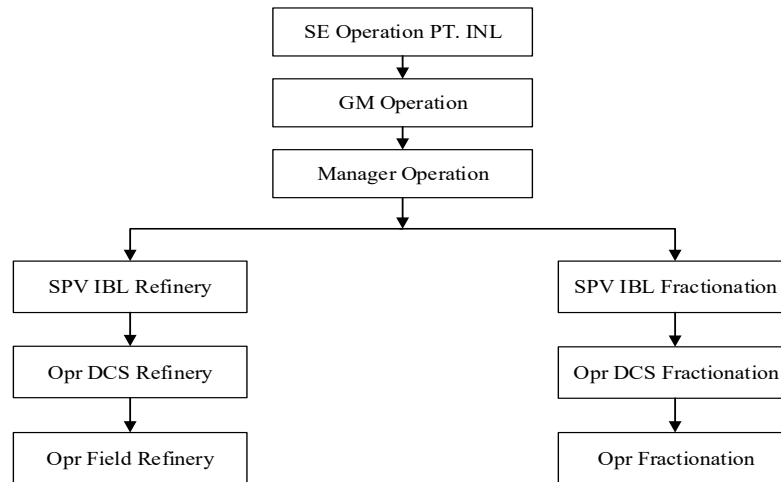 SE Operation PT. INL
GM Operation
Manager Operation
SPV IBL Refinery
SPV IBL Fractionation
Opr DCS Refinery
Opr DCS Fractionation
Opr Field Refinery
Opr Fractionation